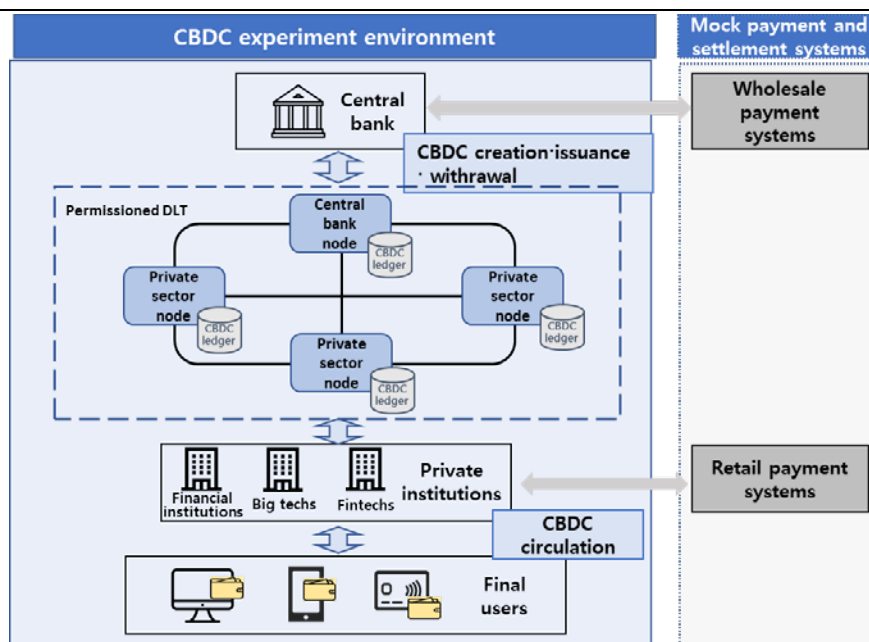 CBDC experiment environment
Mock payment and
settlement systems
Central
bank
Wholesale
payment
systems
CBDC creation·issuance
· withrawal
Permissioned DLT
Central
bank
node
CBDC
ledger
Private
sector
node
CBDC
ledger
Private
sector
node
CBDC
ledger
Private
sector
node
CBDC
ledger
Financial
institutions
Big techs
Fintechs
Private
institutions
Retail payment
systems
CBDC
circulation
Final
users